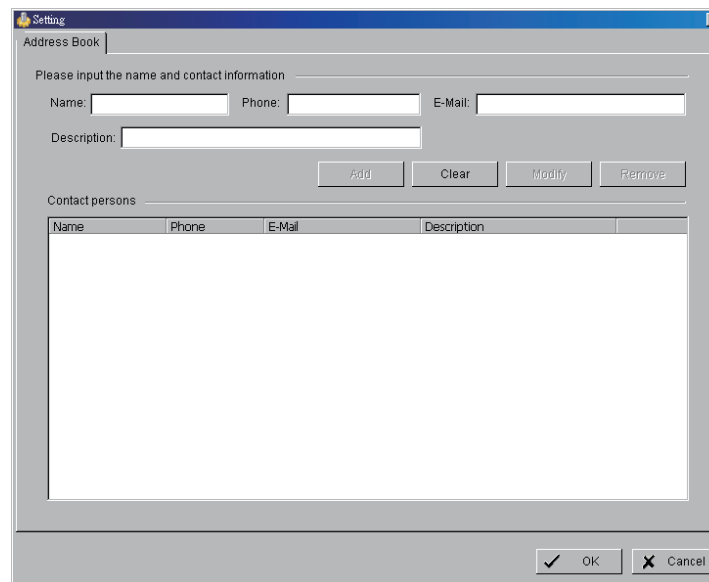 Setting
Address Book
Please input the name and contact information
Name: Phone: E-Mail:
Description:
Add Clear Modify Remove
Contact persons
Name Phone E-Mail Description
OK Cancel